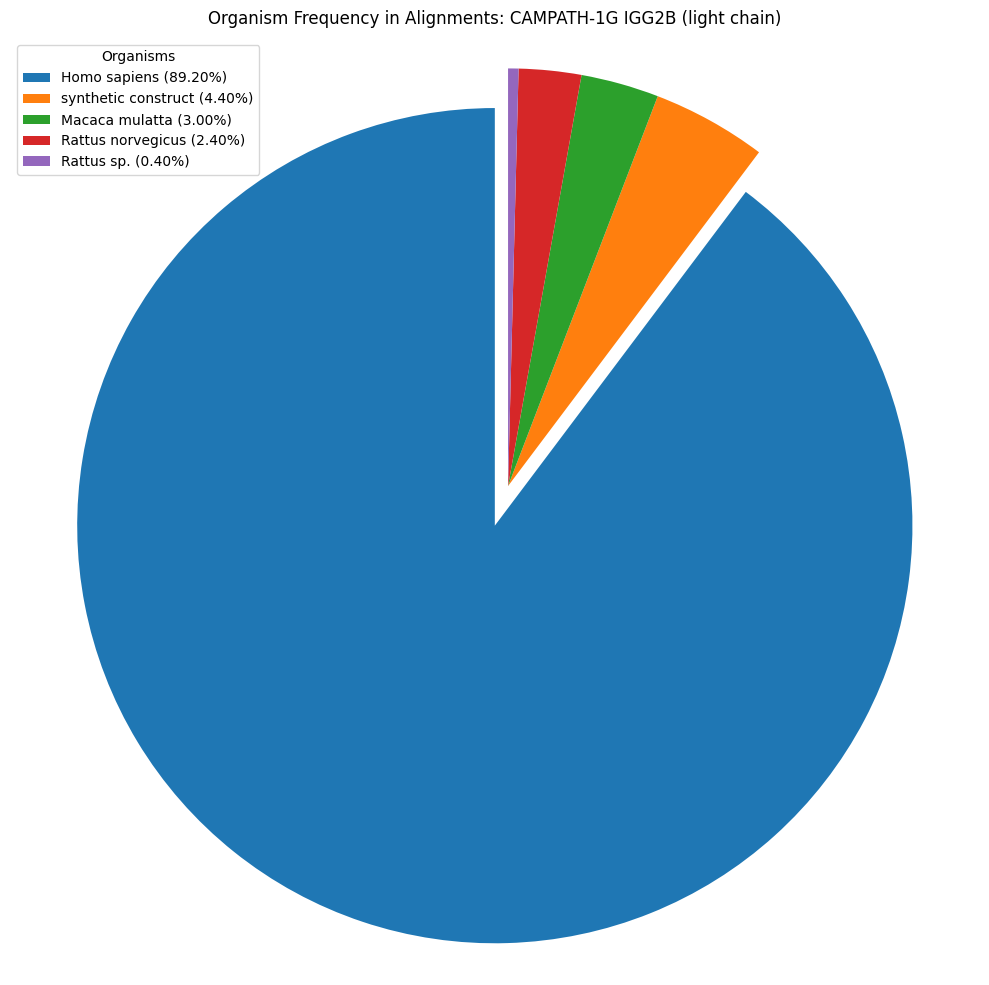 Organism Frequency in Alignments: CAMPATH-1G IGG2B (light chain)
Organisms
Homo sapiens (89.20%)
synthetic construct (4.40%)
Macaca mulatta (3.00%)
Rattus norvegicus (2.40%)
Rattus sp. (0.40%)